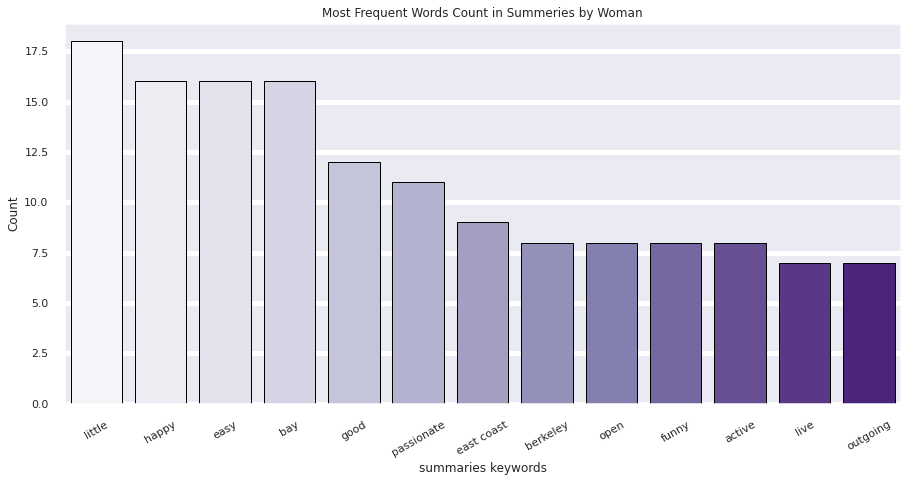 Most Frequent Words Count in Summeries by Woman
17.5
15.0
12.5
10.0
7.5
5.0
2.5
0.0
Count
little happy easy bay good passionate east coast berkeley open funny active live outgoing
summaries keywords